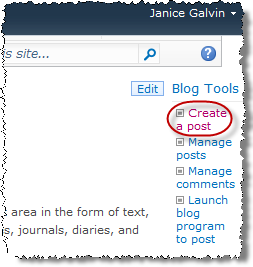 Janice Galvin
is site...
?
Edit
Blog Tools
Create
a post
Manage
posts
Manage
comments
Launch
blog
program
to post
area in the form of text,
s, journals, diaries, and